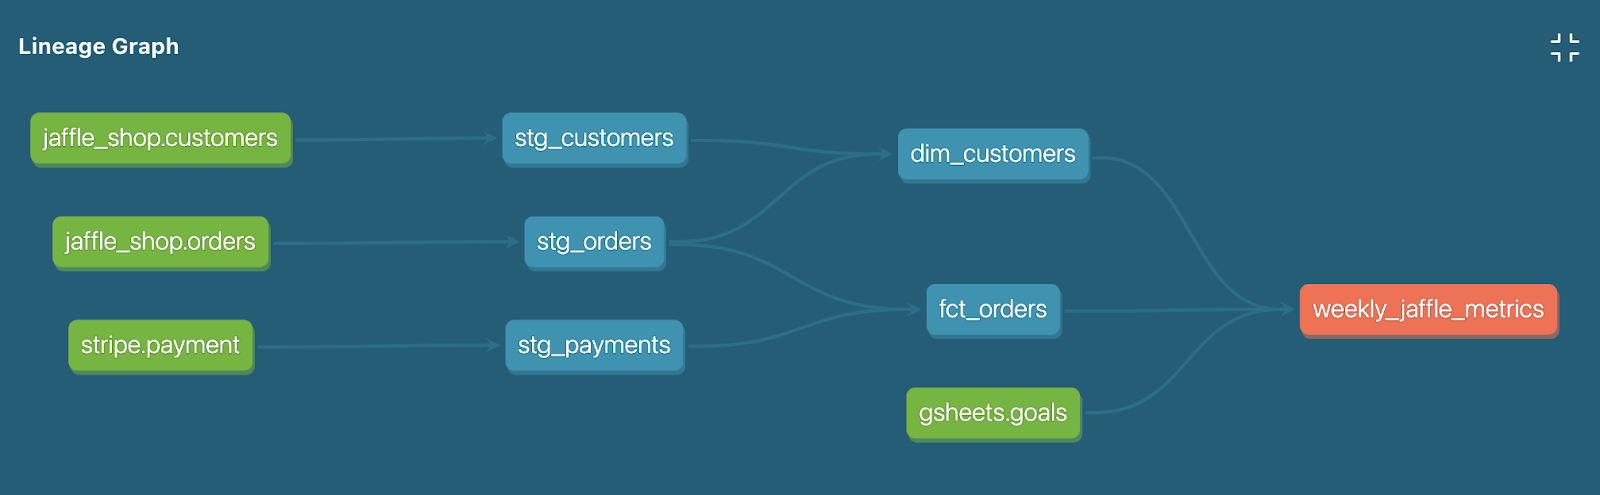 Lineage Graph
jaffle_shop.customers
stg_customers
dim_customers
jaffle_shop.orders
stg_orders
fct_orders
weekly_jaffle_metrics
stripe.payment
stg_payments
gsheets.goals